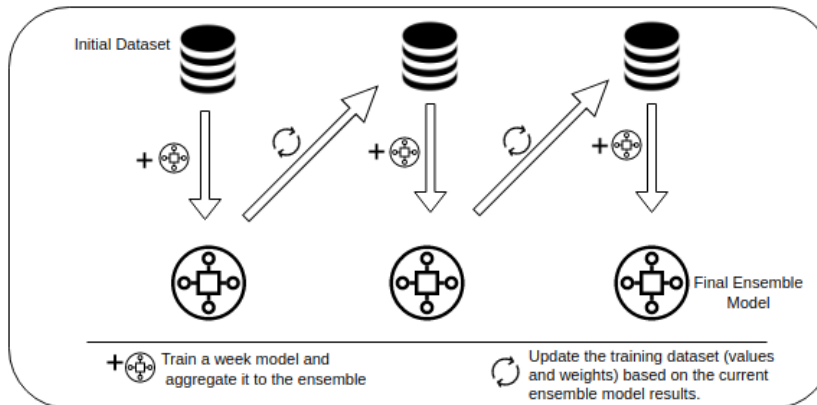 Initial Dataset
+
+
+
Final Ensemble
Model
+ Train a week model and
aggregate it to the ensemble
Update the training dataset (values
and weights) based on the current
ensemble model results.